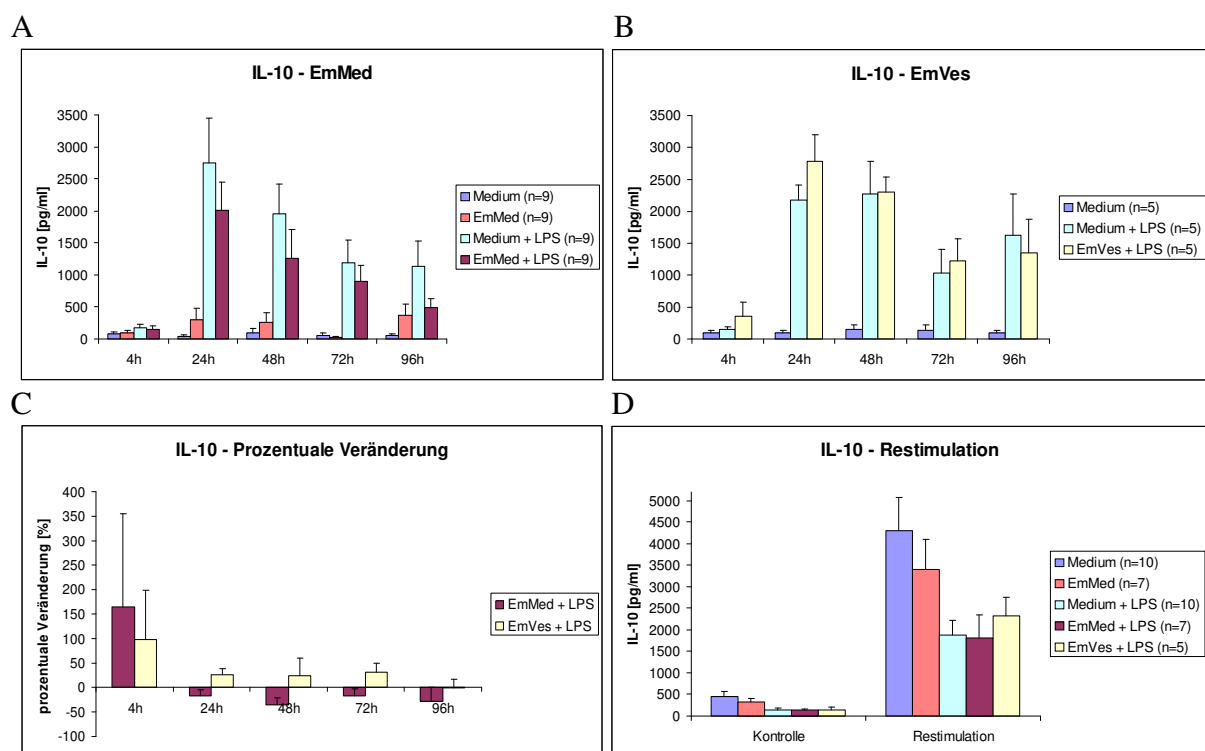 A
IL-10 - EmMed
IL-10 [pg/ml]
3500
3000
2500
2000
1500
1000
500
0
4h 24h 48h 72h 96h
Medium (n=9)
EmMed (n=9)
Medium + LPS (n=9)
EmMed + LPS (n=9)
B
IL-10 - EmVes
IL-10 [pg/ml]
3500
3000
2500
2000
1500
1000
500
0
4h 24h 48h 72h 96h
Medium (n=5)
Medium + LPS (n=5)
EmVes + LPS (n=5)
C
IL-10 - Prozentuale Veränderung
prozentuale Veränderung [%]
400
350
300
250
200
150
100
50
0
-50
-100
4h 24h 48h 72h 96h
EmMed + LPS
EmVes + LPS
D
IL-10 - Restimulation
IL-10 [pg/ml]
5000
4500
4000
3500
3000
2500
2000
1500
1000
500
0
Kontrolle Restimulation
Medium (n=10)
EmMed (n=7)
Medium + LPS (n=10)
EmMed + LPS (n=7)
EmVes + LPS (n=5)